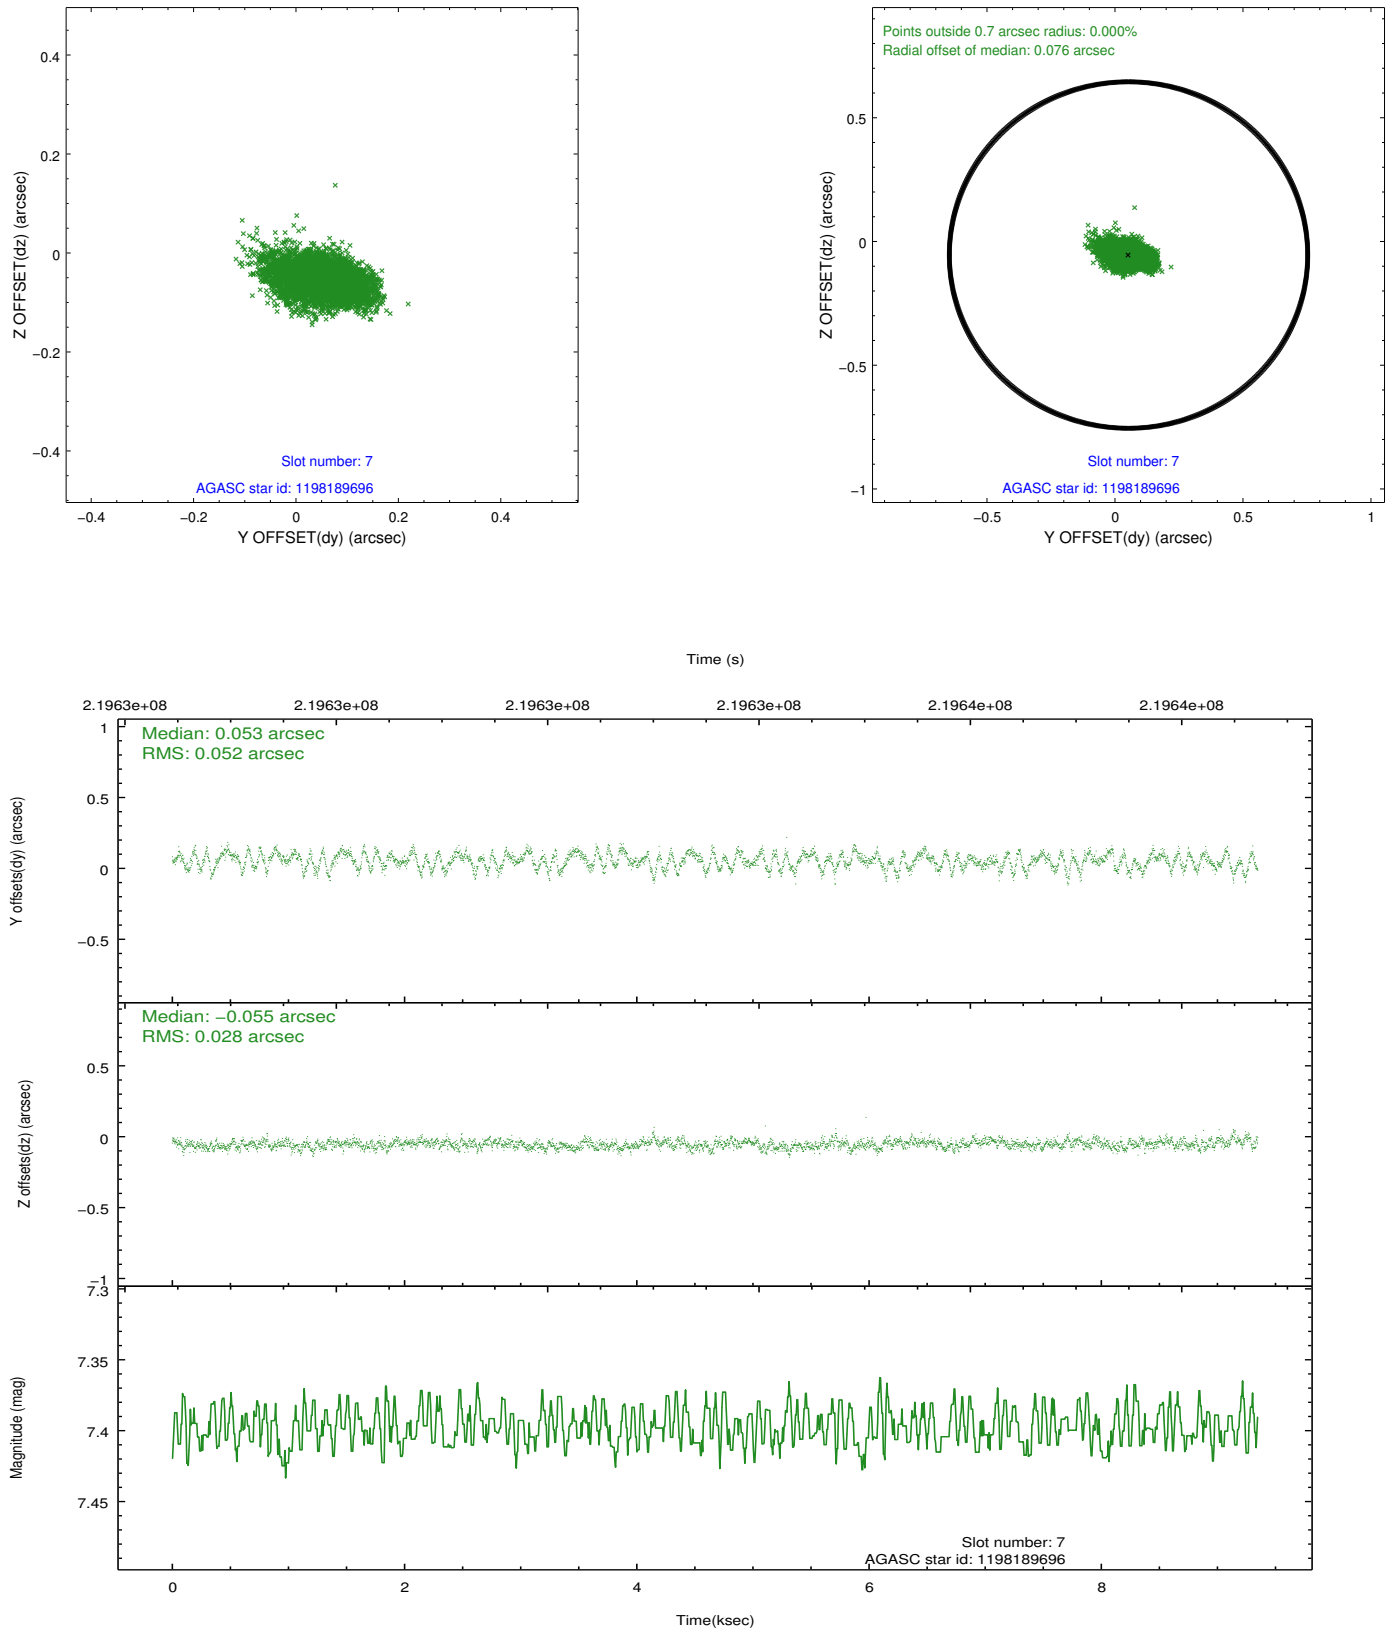 0.4
0.2
0
−0.2
−0.4
Z OFFSET(dz) (arcsec)
Slot number: 7
AGASC star id: 1198189696
−0.4 −0.2 0 0.2 0.4
Y OFFSET(dy) (arcsec)
Points outside 0.7 arcsec radius: 0.000%
Radial offset of median: 0.076 arcsec
0.5
0
−0.5
−1
Z OFFSET(dz) (arcsec)
Slot number: 7
AGASC star id: 1198189696
−0.5 0 0.5 1
Y OFFSET(dy) (arcsec)
Time (s)
2.1963e+08 2.1963e+08 2.1963e+08 2.1963e+08 2.1964e+08 2.1964e+08
Median: 0.053 arcsec
RMS: 0.052 arcsec
1
0.5
0
−0.5
Y offsets(dy) (arcsec)
Median: −0.055 arcsec
RMS: 0.028 arcsec
0.5
0
−0.5
−1
Z offsets(dz) (arcsec)
7.3
7.35
7.4
7.45
Magnitude (mag)
Slot number: 7
AGASC star id: 1198189696
0 2 4 6 8
Time(ksec)